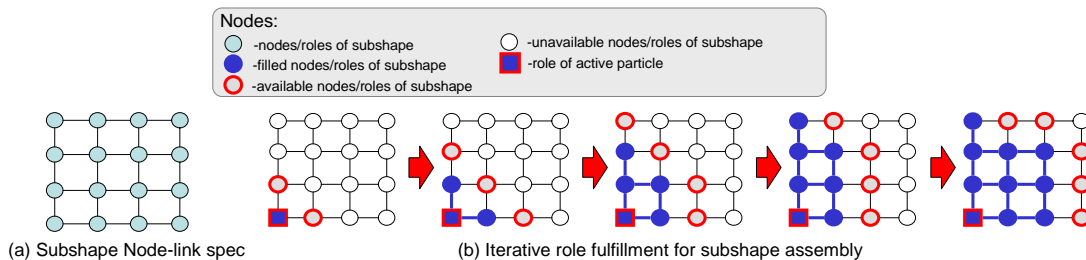 Nodes:
-nodes/roles of subshape
-filled nodes/roles of subshape
-available nodes/roles of subshape
-unavailable nodes/roles of subshape
-role of active particle
(a) Subshape Node-link spec
(b) Iterative role fulfillment for subshape assembly